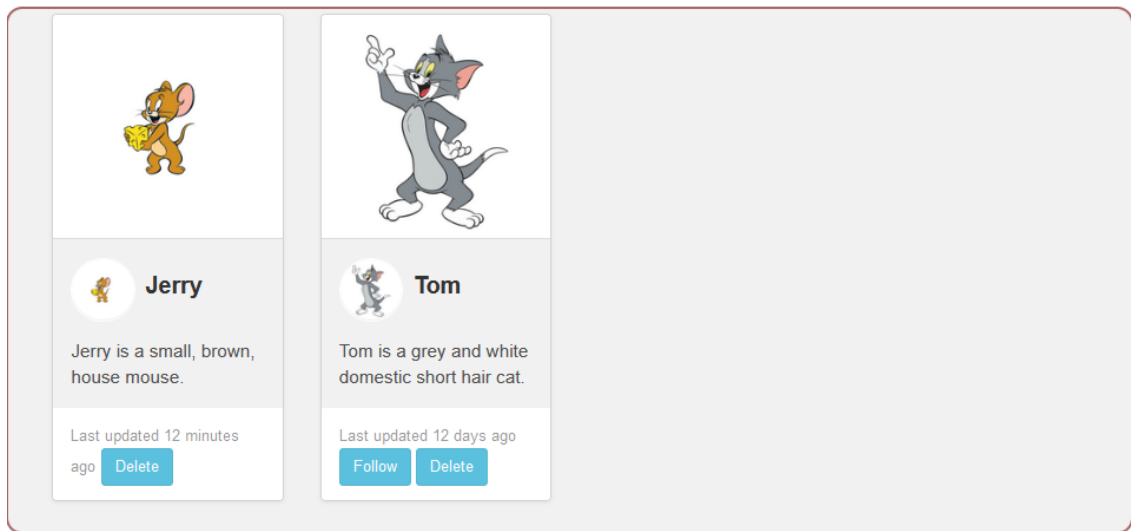 Jerry
Jerry is a small, brown,
house mouse.
Last updated 12 minutes
ago Delete
Tom
Tom is a grey and white
domestic short hair cat.
Last updated 12 days ago
Follow Delete